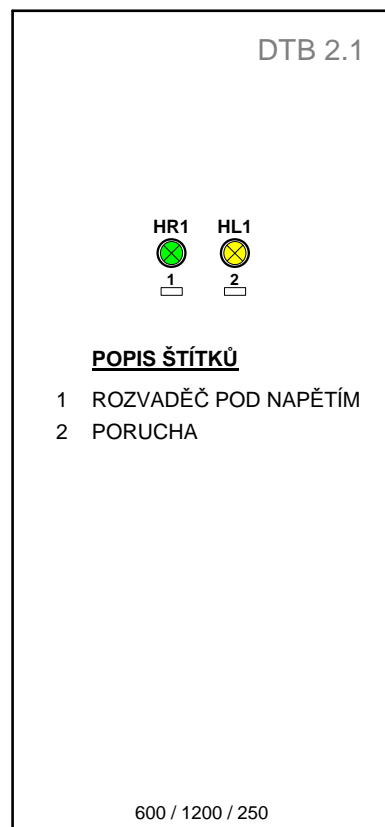 DTB 2.1
HR1 HL1
1 2
POPIS ŠTÍTKŮ
1 ROZVADĚČ POD NAPĚTÍM
2 PORUCHA
600 / 1200 / 250